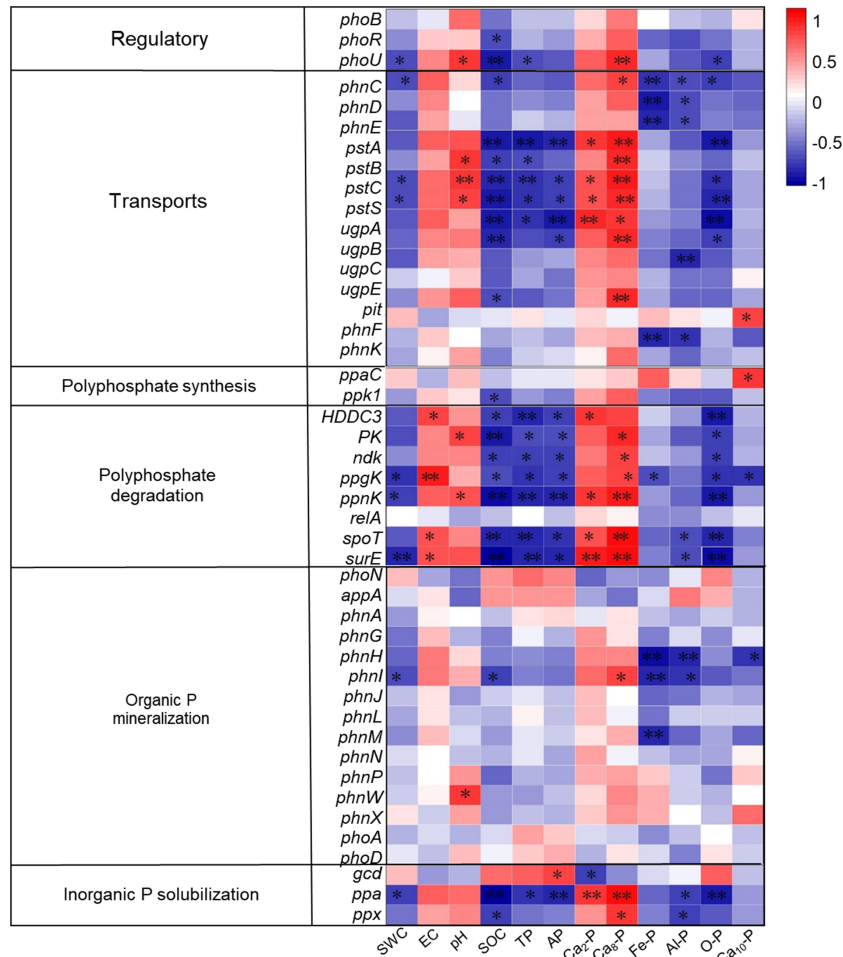 Regulatory
phoB
phoR
phoU
* * ** * ** *
Transports
phnC
phnD
phnE
pstA
pstB
pstC
pstS
ugpA
ugpB
ugpC
ugpE
pit
phnF
phnK
Polyphosphate synthesis
ppaC
ppk1
Polyphosphate
degradation
HDDC3
PK
ndk
ppgK
ppnK
relA
spoT
surE
Organic P
mineralization
phoN
appA
phnA
phnG
phnH
phnI
phnJ
phnL
phnM
phnN
phnP
phnW
phnX
phoA
phoD
Inorganic P solubilization
gcd
ppa
ppx
SWC EC pH SOC TP AP Ca₂-P Ca₈-P Fe-P Al-P O-P Ca₁₀-P
1
0.5
0
-0.5
-1